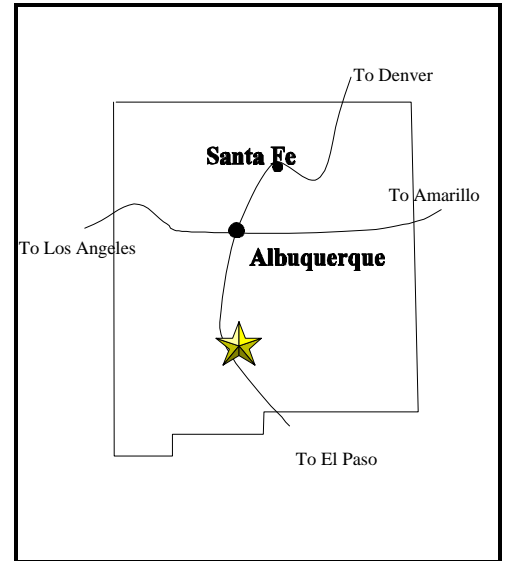 To Denver
Santa Fe
To Amarillo
To Los Angeles
Albuquerque
To El Paso